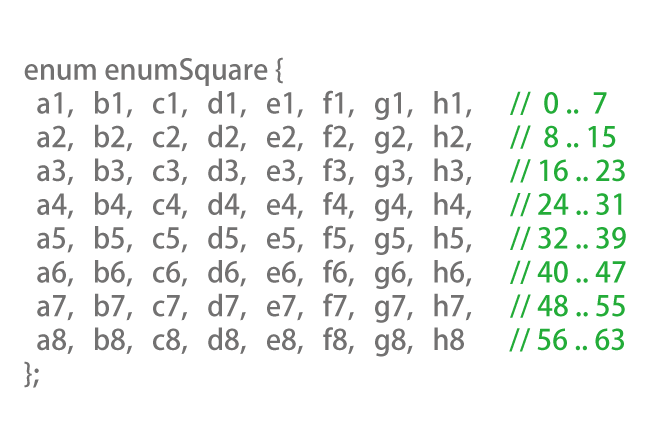 enum enumSquare {
a1, b1, c1, d1, e1, f1, g1, h1, // 0 .. 7
a2, b2, c2, d2, e2, f2, g2, h2, // 8 .. 15
a3, b3, c3, d3, e3, f3, g3, h3, // 16 .. 23
a4, b4, c4, d4, e4, f4, g4, h4, // 24 .. 31
a5, b5, c5, d5, e5, f5, g5, h5, // 32 .. 39
a6, b6, c6, d6, e6, f6, g6, h6, // 40 .. 47
a7, b7, c7, d7, e7, f7, g7, h7, // 48 .. 55
a8, b8, c8, d8, e8, f8, g8, h8 // 56 .. 63
};